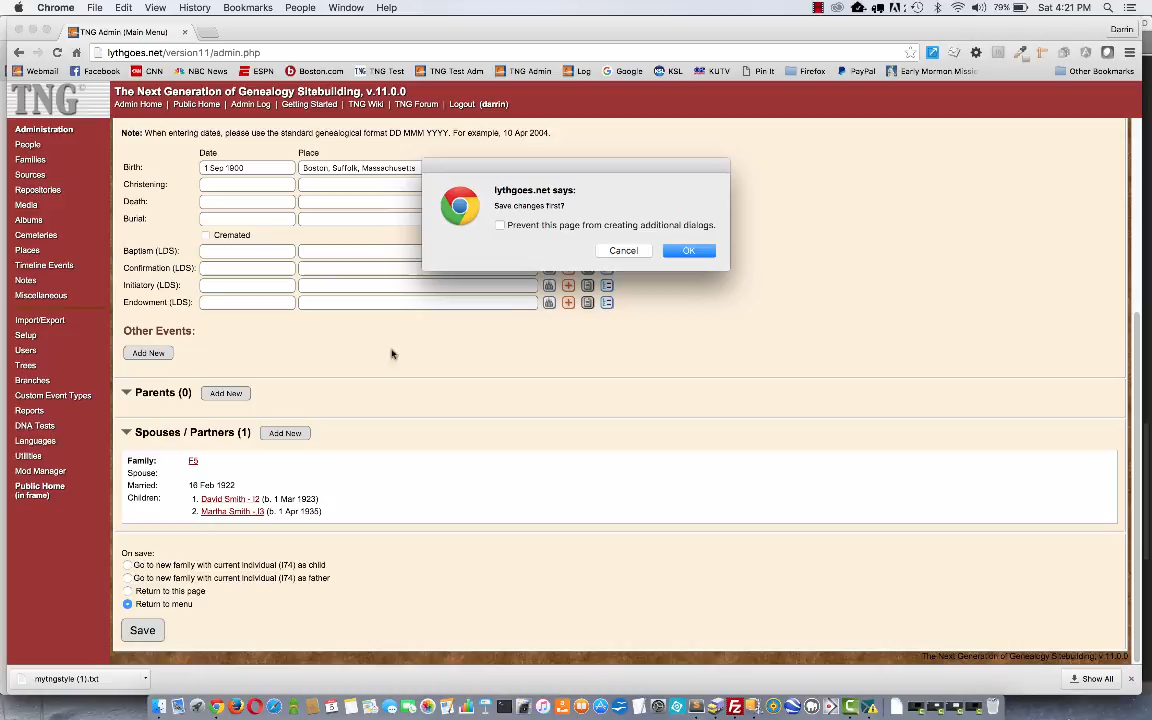 Chrome File Edit View History Bookmarks People Window Help 79% Sat 4:21 PM
TNG Admin (Main Menu) × Darrin
lythgoes.net/version11/admin.php
Webmail Facebook CNN NBC News ESPN Boston.com TNG Test TNG Test Adm TNG Admin Log Google KSL KUTV Pin It Firefox PayPal Early Mormon Missi Other Bookmarks
TNG
The Next Generation of Genealogy Sitebuilding, v.11.0.0
Admin Home | Public Home | Admin Log | Getting Started | TNG Wiki | TNG Forum | Logout (darrin)
Administration
People
Families
Sources
Repositories
Media
Albums
Cemeteries
Places
Timeline Events
Notes
Miscellaneous
Import/Export
Setup
Users
Trees
Branches
Custom Event Types
Reports
DNA Tests
Languages
Utilities
Mod Manager
Public Home
(in frame)
Note: When entering dates, please use the standard genealogical format DD MMM YYYY. For example, 10 Apr 2004.
Date Place
Birth: 1 Sep 1900 Boston, Suffolk, Massachusetts
Christening:
Death:
Burial:
Cremated
Baptism (LDS):
Confirmation (LDS):
Initiatory (LDS):
Endowment (LDS):
lythgoes.net says:
Save changes first?
Prevent this page from creating additional dialogs.
Cancel OK
Other Events:
Add New
Parents (0) Add New
Spouses / Partners (1) Add New
Family: F5
Spouse:
Married: 16 Feb 1922
Children: 1. David Smith - I2 (b. 1 Mar 1923)
2. Martha Smith - I3 (b. 1 Apr 1935)
On save:
Go to new family with current individual (I74) as child
Go to new family with current individual (I74) as father
Return to this page
Return to menu
Save
The Next Generation of Genealogy Sitebuilding, v.11.0.0
mytngstyle (1).txt Show All ×